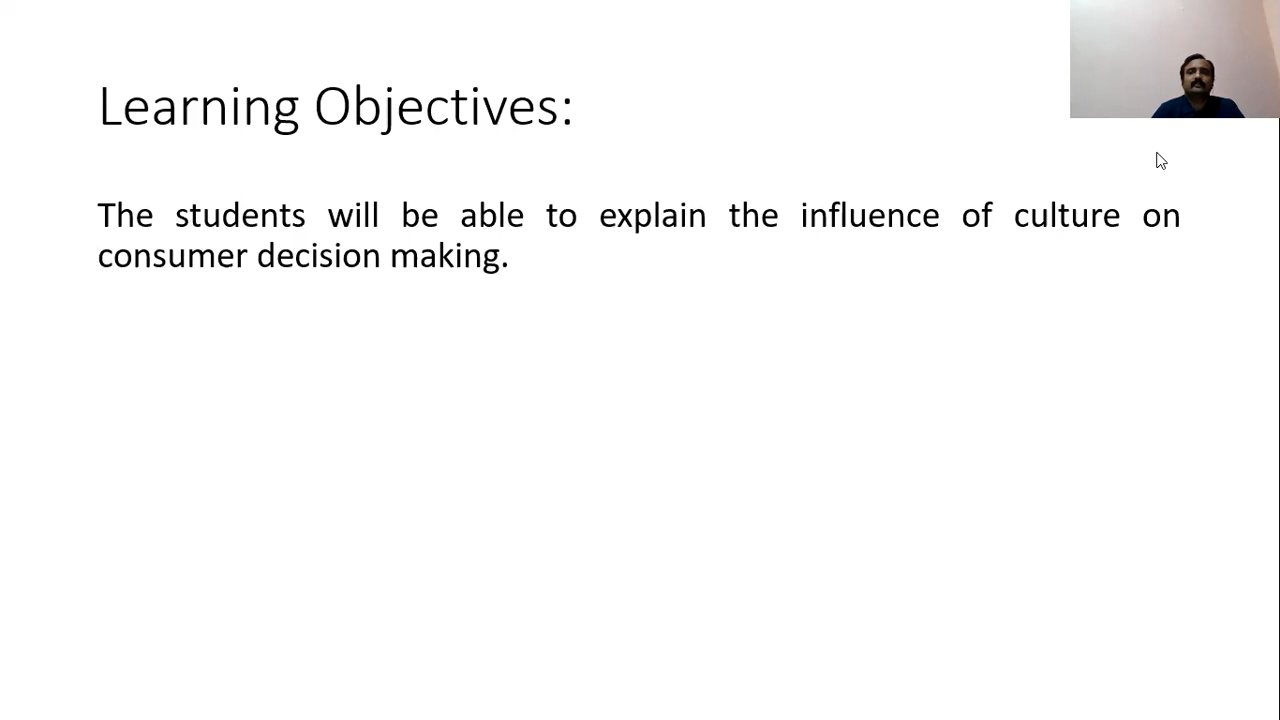 Learning Objectives:
The students will be able to explain the influence of culture on
consumer decision making.